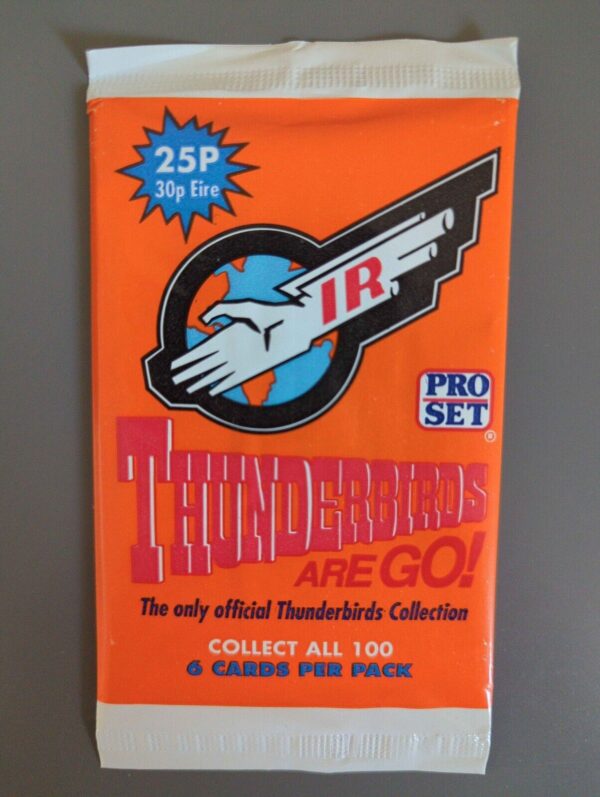 25P
30p Eire
IR
PRO
SET
®
THUNDERBIRDS
ARE GO!
The only official Thunderbirds Collection
COLLECT ALL 100
6 CARDS PER PACK